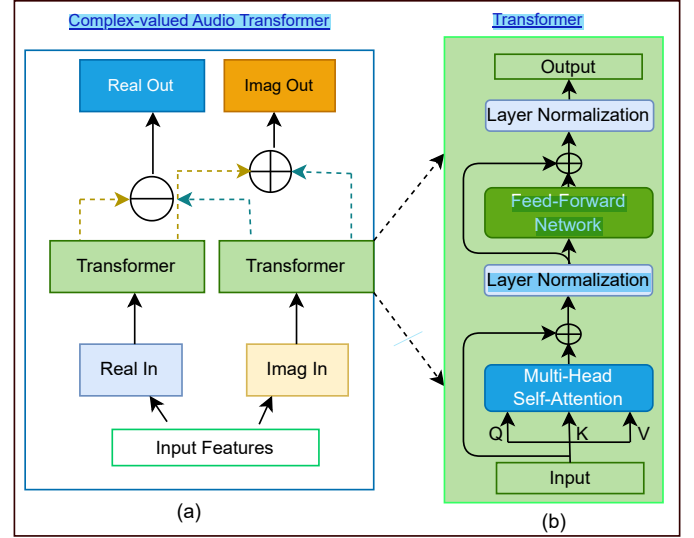 Complex-valued Audio Transformer
Real Out
Imag Out
Transformer
Transformer
Real In
Imag In
Input Features
(a)
Transformer
Output
Layer Normalization
Feed-Forward
Network
Layer Normalization
Multi-Head
Self-Attention
Q
K
V
Input
(b)